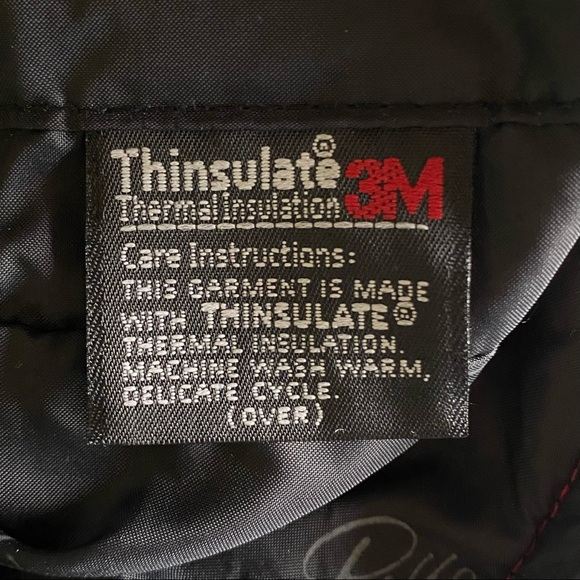 Thinsulate® 3M
Thermal Insulation
Care Instructions:
THIS GARMENT IS MADE
WITH THINSULATE®
THERMAL INSULATION.
MACHINE WASH WARM,
DELICATE CYCLE.
(OVER)